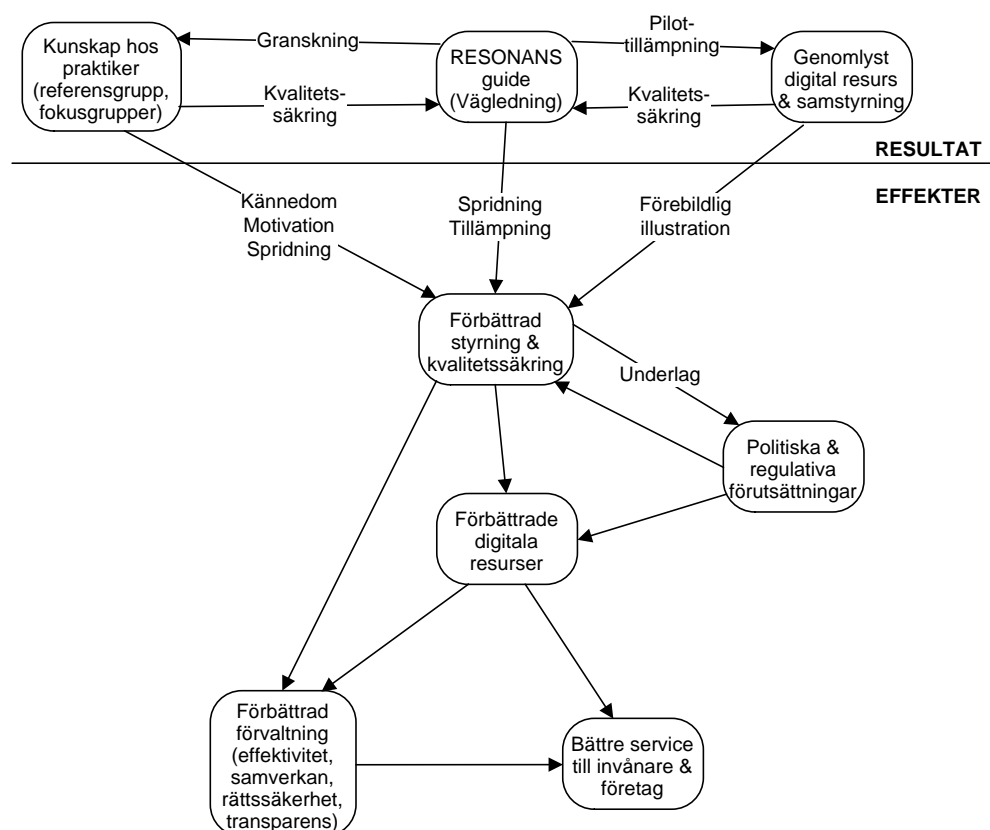 Kunskap hos
praktiker
(referensgrupp,
fokusgrupper)
Granskning
Kvalitets-
säkring
RESONANS
guide
(Vägledning)
Pilot-
tillämpning
Kvalitets-
säkring
Genomlyst
digital resurs
& samstyrning
RESULTAT
EFFEKTER
Kännedom
Motivation
Spridning
Spridning
Tillämpning
Förebildlig
illustration
Förbättrad
styrning &
kvalitetssäkring
Underlag
Politiska &
regulativa
förutsättningar
Förbättrade
digitala
resurser
Förbättrad
förvaltning
(effektivitet,
samverkan,
rättssäkerhet,
transparens)
Bättre service
till invånare &
företag